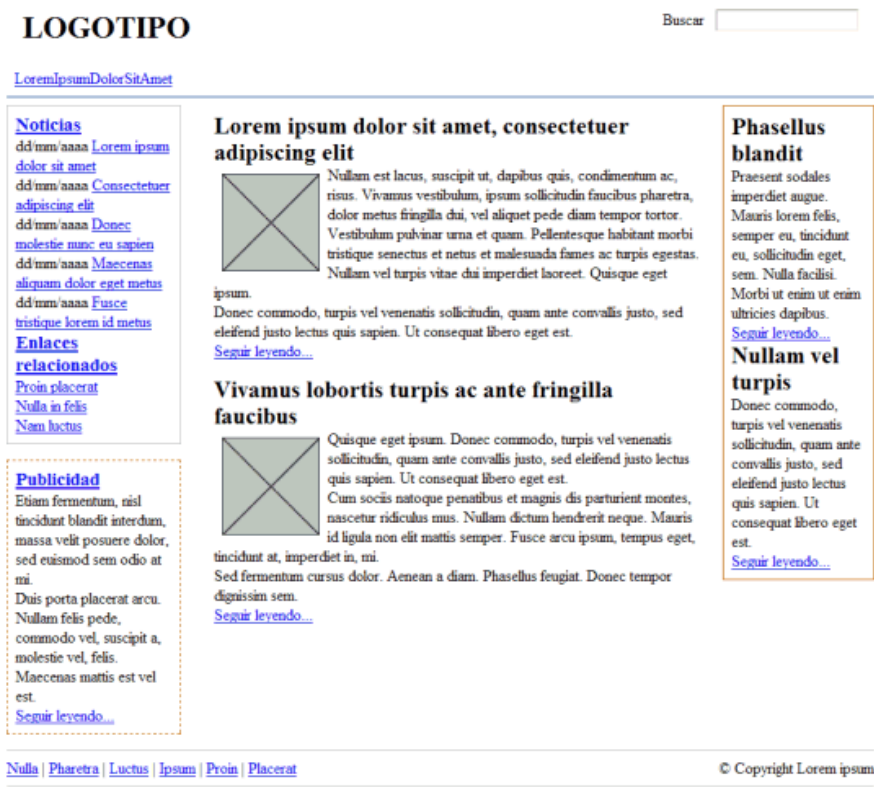 LOGOTIPO
Buscar
LoremIpsumDolorSitAmet
Noticias
dd/mm/aaaa Lorem ipsum
dolor sit amet
dd/mm/aaaa Consectetuer
adipiscing elit
dd/mm/aaaa Donec
molestie nunc eu sapien
dd/mm/aaaa Maecenas
aliquam dolor eget metus
dd/mm/aaaa Fusce
tristique lorem id metus
Enlaces
relacionados
Proin placerat
Nulla in felis
Nam luctus
Publicidad
Etiam fermentum, nisl
tincidunt blandit interdum,
massa velit posuere dolor,
sed euismod sem odio at
mi.
Duis porta placerat arcu.
Nullam felis pede,
commodo vel, suscipit a,
molestie vel, felis.
Maecenas mattis est vel
est.
Seguir leyendo...
Lorem ipsum dolor sit amet, consectetuer
adipiscing elit
Nullam est lacus, suscipit ut, dapibus quis, condimentum ac,
risus. Vivamus vestibulum, ipsum sollicitudin faucibus pharetra,
dolor metus fringilla dui, vel aliquet pede diam tempor tortor.
Vestibulum pulvinar urna et quam. Pellentesque habitant morbi
tristique senectus et netus et malesuada fames ac turpis egestas.
Nullam vel turpis vitae dui imperdiet laoreet. Quisque eget
ipsum.
Donec commodo, turpis vel venenatis sollicitudin, quam ante convallis justo, sed
eleifend justo lectus quis sapien. Ut consequat libero eget est.
Seguir leyendo...
Vivamus lobortis turpis ac ante fringilla
faucibus
Quisque eget ipsum. Donec commodo, turpis vel venenatis
sollicitudin, quam ante convallis justo, sed eleifend justo lectus
quis sapien. Ut consequat libero eget est.
Cum sociis natoque penatibus et magnis dis parturient montes,
nascetur ridiculus mus. Nullam dictum hendrerit neque. Mauris
id ligula non elit mattis semper. Fusce arcu ipsum, tempus eget,
tincidunt at, imperdiet in, mi.
Sed fermentum cursus dolor. Aenean a diam. Phasellus feugiat. Donec tempor
dignissim sem.
Seguir leyendo...
Phasellus
blandit
Praesent sodales
imperdiet augue.
Mauris lorem felis,
semper eu, tincidunt
eu, sollicitudin eget,
sem. Nulla facilisi.
Morbi ut enim ut enim
ultricies dapibus.
Seguir leyendo...
Nullam vel
turpis
Donec commodo,
turpis vel venenatis
sollicitudin, quam ante
convallis justo, sed
eleifend justo lectus
quis sapien. Ut
consequat libero eget
est.
Seguir leyendo...
Nulla | Pharetra | Luctus | Ipsum | Proin | Placerat
© Copyright Lorem ipsum